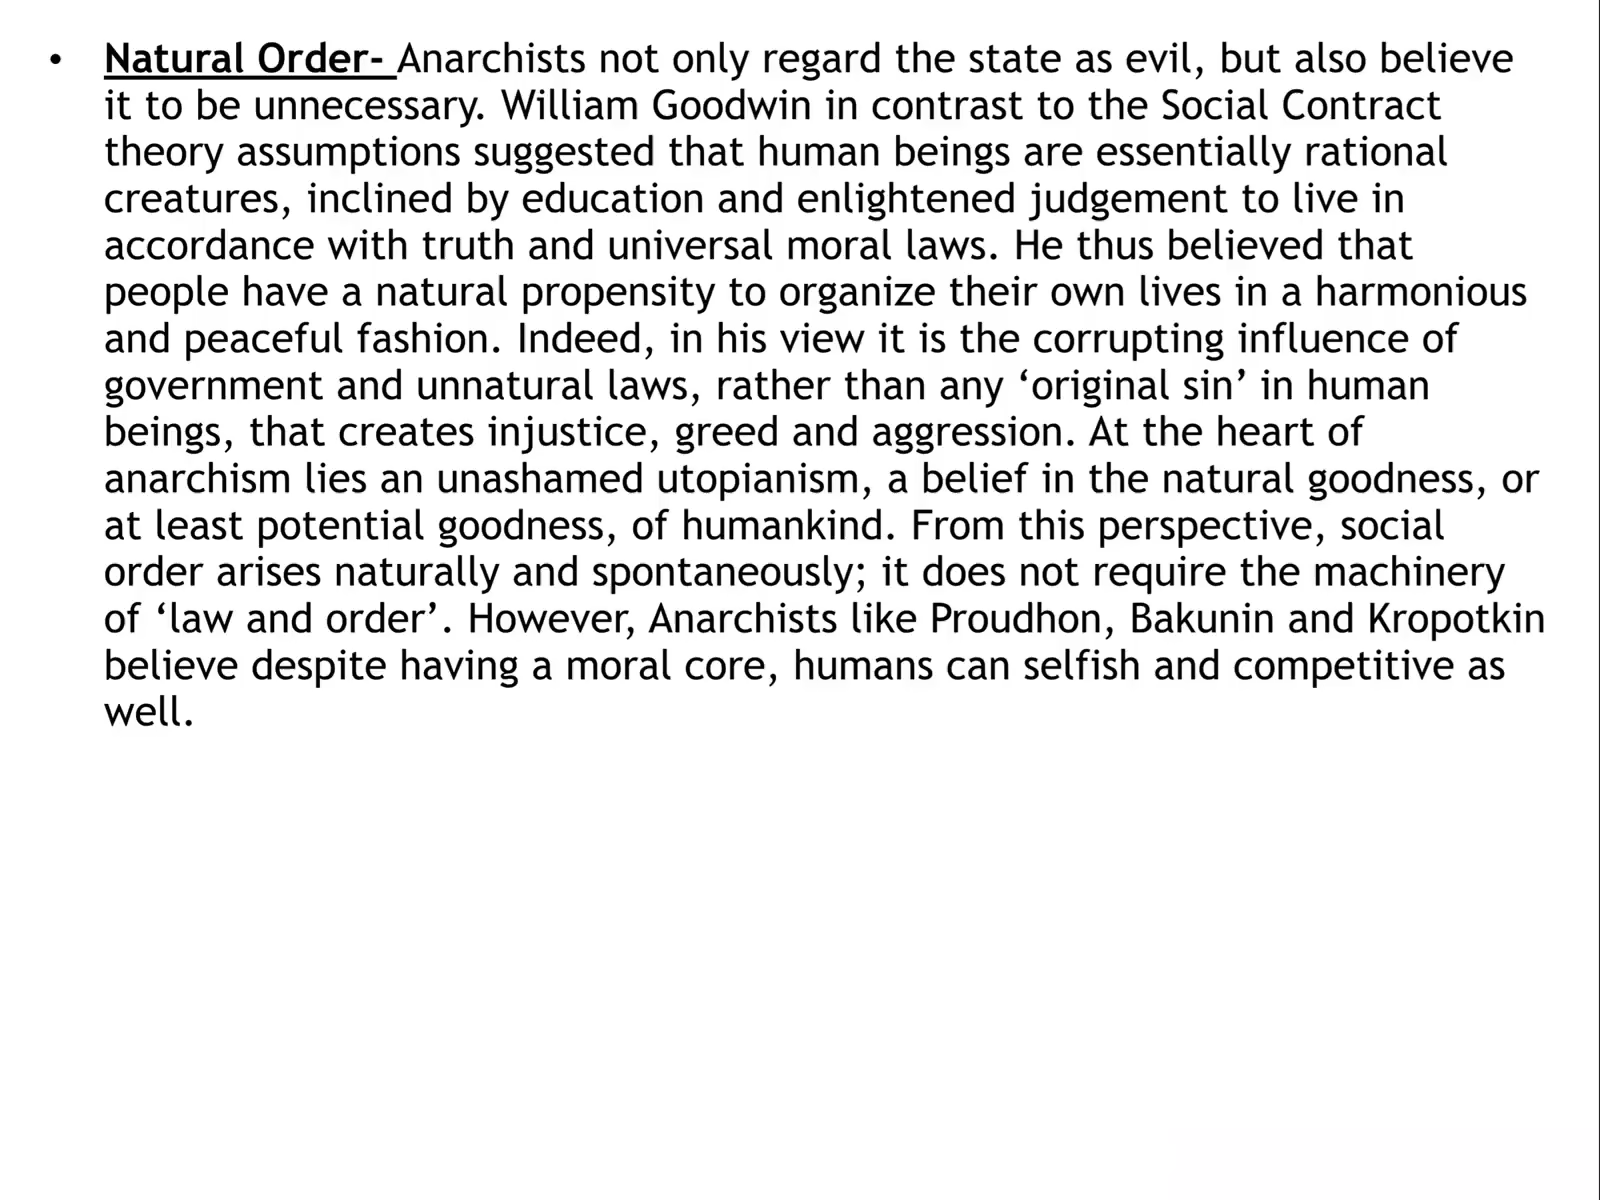 • Natural Order- Anarchists not only regard the state as evil, but also believe
it to be unnecessary. William Goodwin in contrast to the Social Contract
theory assumptions suggested that human beings are essentially rational
creatures, inclined by education and enlightened judgement to live in
accordance with truth and universal moral laws. He thus believed that
people have a natural propensity to organize their own lives in a harmonious
and peaceful fashion. Indeed, in his view it is the corrupting influence of
government and unnatural laws, rather than any ‘original sin’ in human
beings, that creates injustice, greed and aggression. At the heart of
anarchism lies an unashamed utopianism, a belief in the natural goodness, or
at least potential goodness, of humankind. From this perspective, social
order arises naturally and spontaneously; it does not require the machinery
of ‘law and order’. However, Anarchists like Proudhon, Bakunin and Kropotkin
believe despite having a moral core, humans can selfish and competitive as
well.